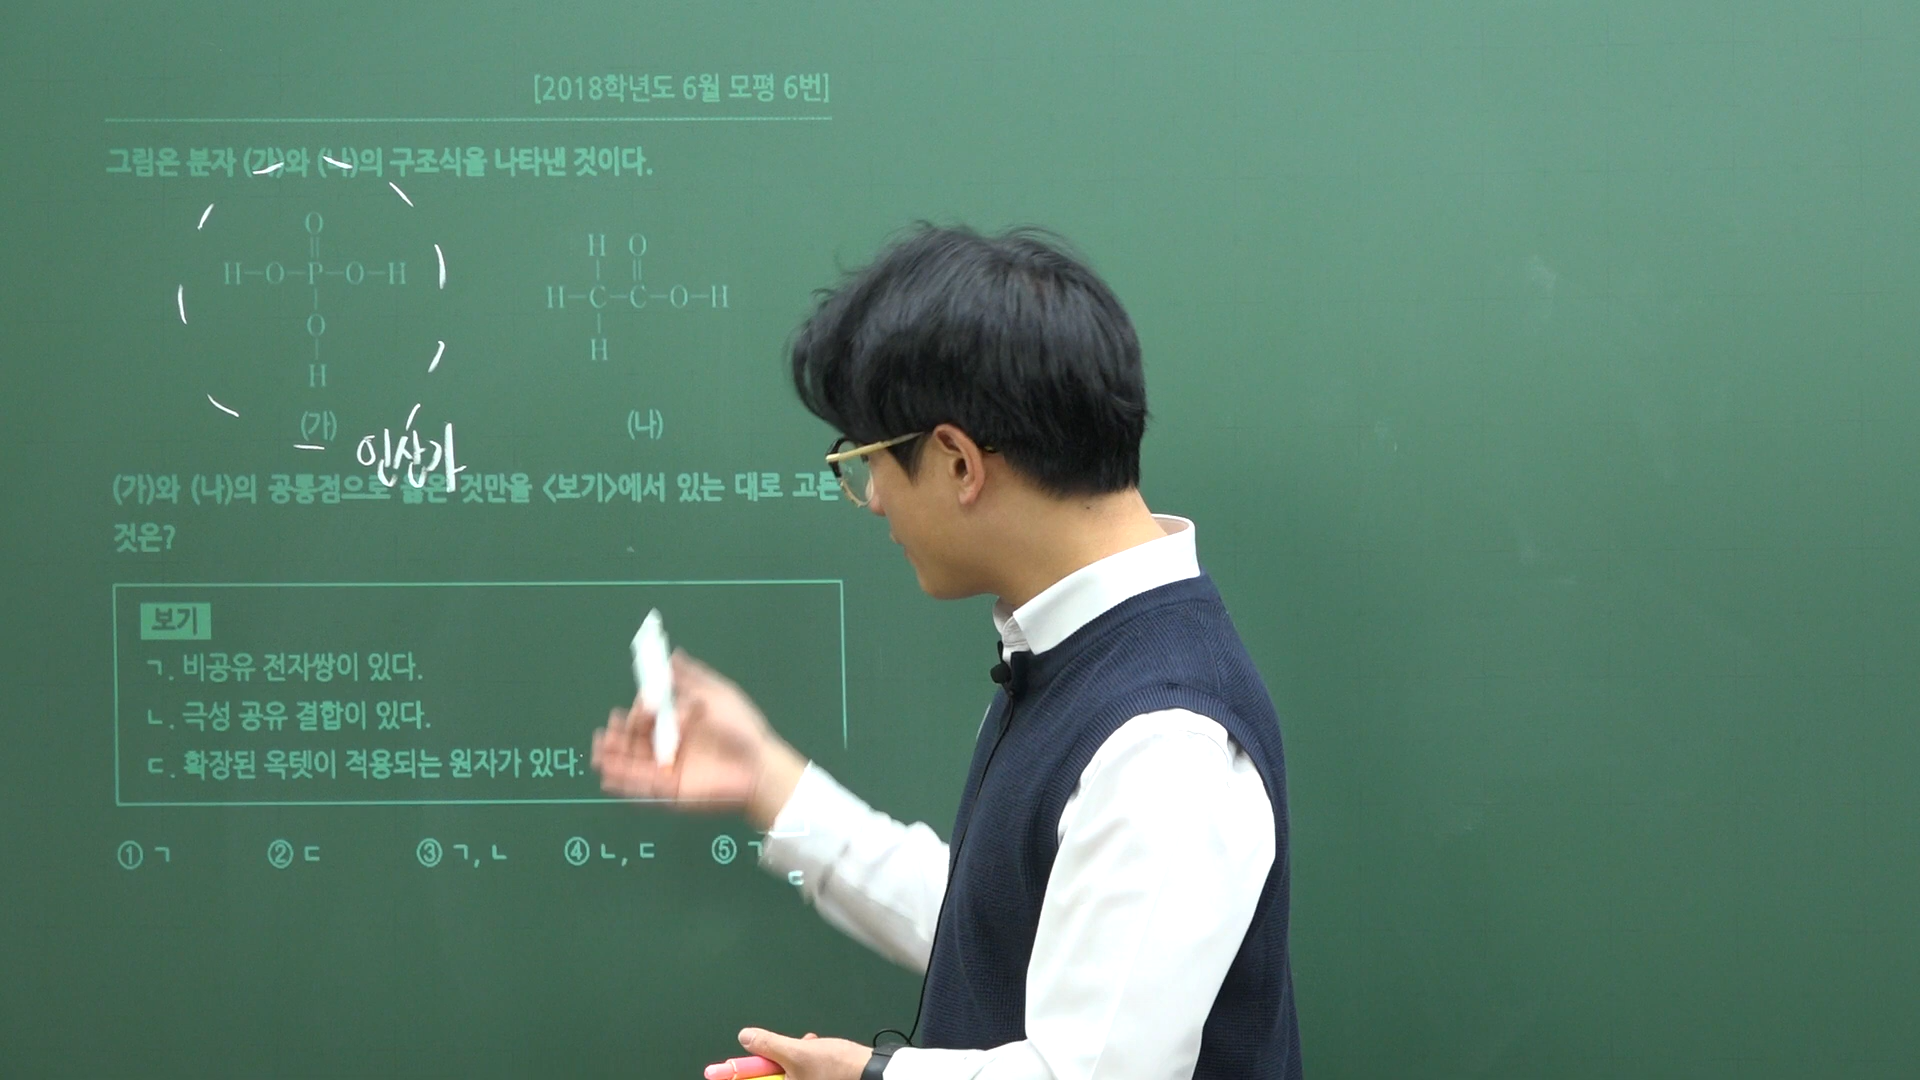 [2018학년도 6월 모평 6번]
그림은 분자 (가)와 (나)의 구조식을 나타낸 것이다.
O
H-O-P-O-H
O
H
(가)
H O
H-C-C-O-H
H
(나)
인산가
(가)와 (나)의 공통점으로 옳은 것만을 <보기>에서 있는 대로 고른
것은?
보기
ㄱ. 비공유 전자쌍이 있다.
ㄴ. 극성 공유 결합이 있다.
ㄷ. 확장된 옥텟이 적용되는 원자가 있다.
① ㄱ ② ㄷ ③ ㄱ, ㄴ ④ ㄴ, ㄷ ⑤ ㄱ
ㄷ